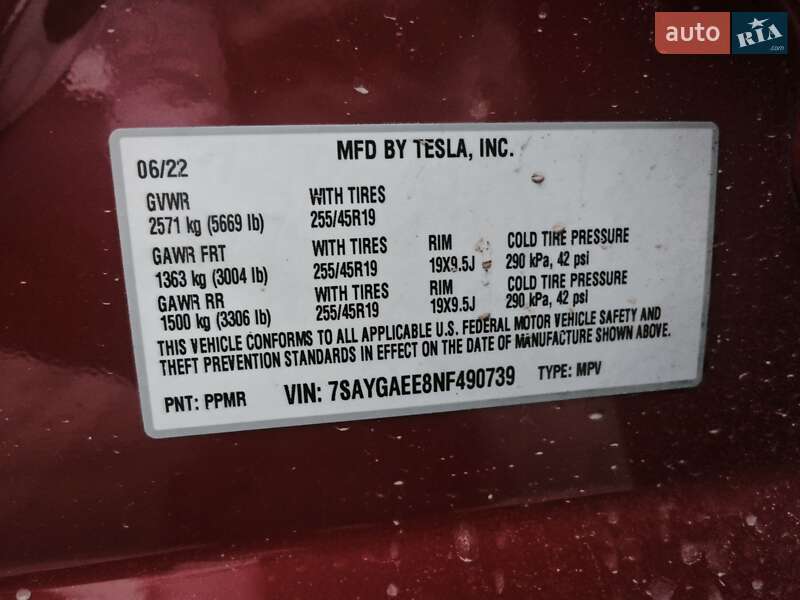 auto RIA .com
MFD BY TESLA, INC.
06/22
GVWR WITH TIRES
2571 kg (5669 lb) 255/45R19
GAWR FRT WITH TIRES RIM COLD TIRE PRESSURE
1363 kg (3004 lb) 255/45R19 19X9.5J 290 kPa, 42 psi
GAWR RR WITH TIRES RIM COLD TIRE PRESSURE
1500 kg (3306 lb) 255/45R19 19X9.5J 290 kPa, 42 psi
THIS VEHICLE CONFORMS TO ALL APPLICABLE U.S. FEDERAL MOTOR VEHICLE SAFETY AND
THEFT PREVENTION STANDARDS IN EFFECT ON THE DATE OF MANUFACTURE SHOWN ABOVE.
PNT: PPMR VIN: 7SAYGAEE8NF490739 TYPE: MPV